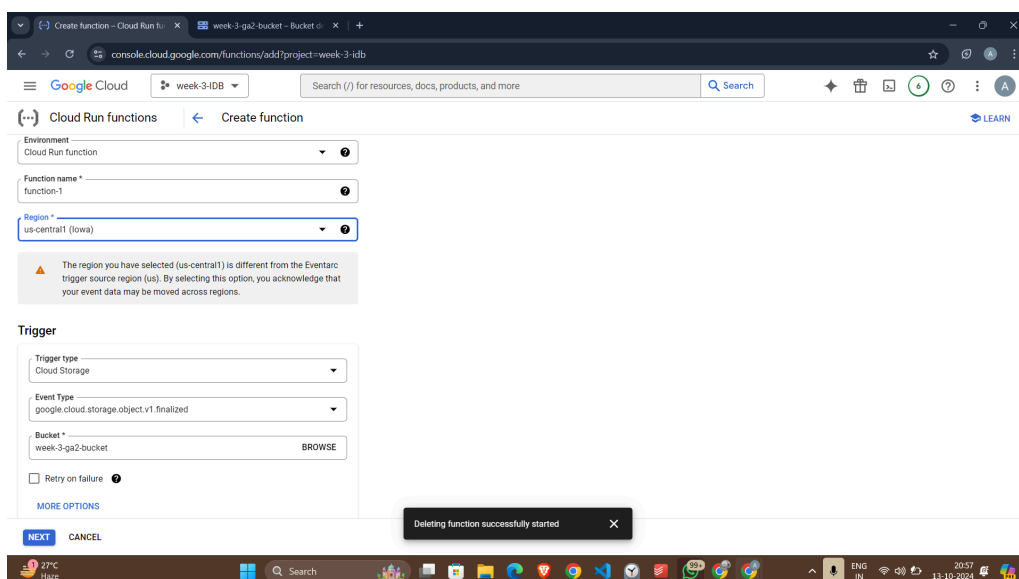 Create function – Cloud Run fu
week-3-ga2-bucket – Bucket d
console.cloud.google.com/functions/add?project=week-3-idb
Google Cloud
week-3-IDB
Search (/) for resources, docs, products, and more
Search
6
A
Cloud Run functions
Create function
LEARN
Environment
Cloud Run function
Function name *
function-1
Region *
us-central1 (Iowa)
The region you have selected (us-central1) is different from the Eventarc
trigger source region (us). By selecting this option, you acknowledge that
your event data may be moved across regions.
Trigger
Trigger type
Cloud Storage
Event Type
google.cloud.storage.object.v1.finalized
Bucket *
week-3-ga2-bucket
BROWSE
Retry on failure
MORE OPTIONS
Deleting function successfully started
NEXT
CANCEL
1
27°C
Haze
Search
99+
ENG
IN
20:57
13-10-2024